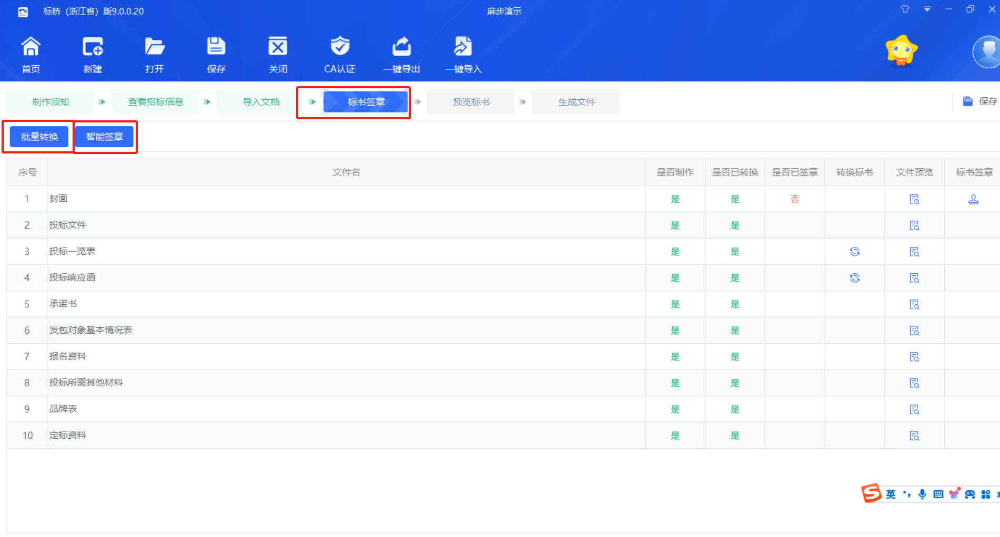 标桥（浙江省）版9.0.0.20
麻步演示
首页 新建 打开 保存 关闭 CA认证 一键导出 一键导入
制作须知 查看招标信息 导入文档 标书签章 预览标书 生成文件 保存
批量转换 智能签章
序号 文件名 是否制作 是否已转换 是否已签章 转换标书 文件预览 标书签章
1 封面 是 是 否
2 投标文件 是 是
3 投标一览表 是 是
4 投标响应函 是 是
5 承诺书 是 是
6 发包对象基本情况表 是 是
7 报名资料 是 是
8 投标所需其他材料 是 是
9 品牌表 是 是
10 定标资料 是 是
S 英